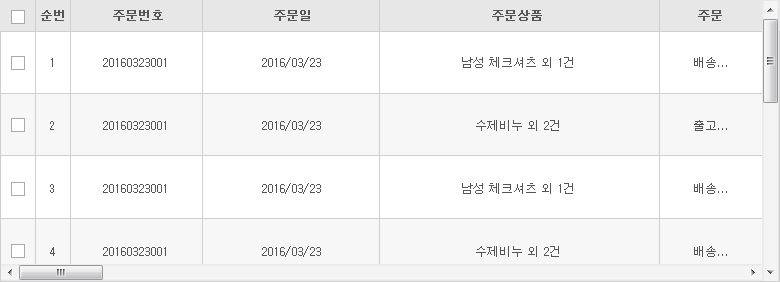 순번 주문번호 주문일 주문상품 주문
1 20160323001 2016/03/23 남성 체크셔츠 외 1건 배송...
2 20160323001 2016/03/23 수제비누 외 2건 출고...
3 20160323001 2016/03/23 남성 체크셔츠 외 1건 배송...
4 20160323001 2016/03/23 수제비누 외 2건 배송...